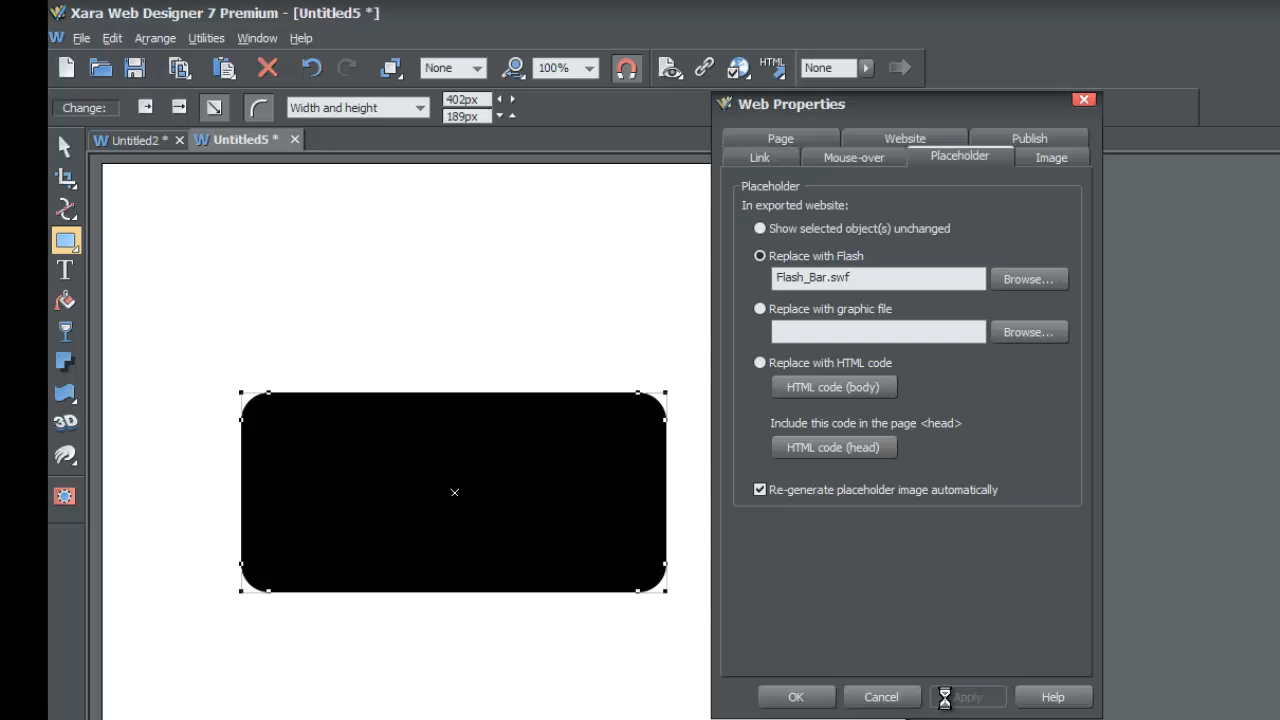 Xara Web Designer 7 Premium - [Untitled5 *]
W File Edit Arrange Utilities Window Help
None 100% HTML None
Change: Width and height 402px
189px
W Untitled2 * W Untitled5 *
T
3D
Web Properties
Page Website Publish
Link Mouse-over Placeholder Image
Placeholder
In exported website:
Show selected object(s) unchanged
Replace with Flash
Flash_Bar.swf Browse...
Replace with graphic file
Browse...
Replace with HTML code
HTML code (body)
Include this code in the page <head>
HTML code (head)
Re-generate placeholder image automatically
OK Cancel Apply Help